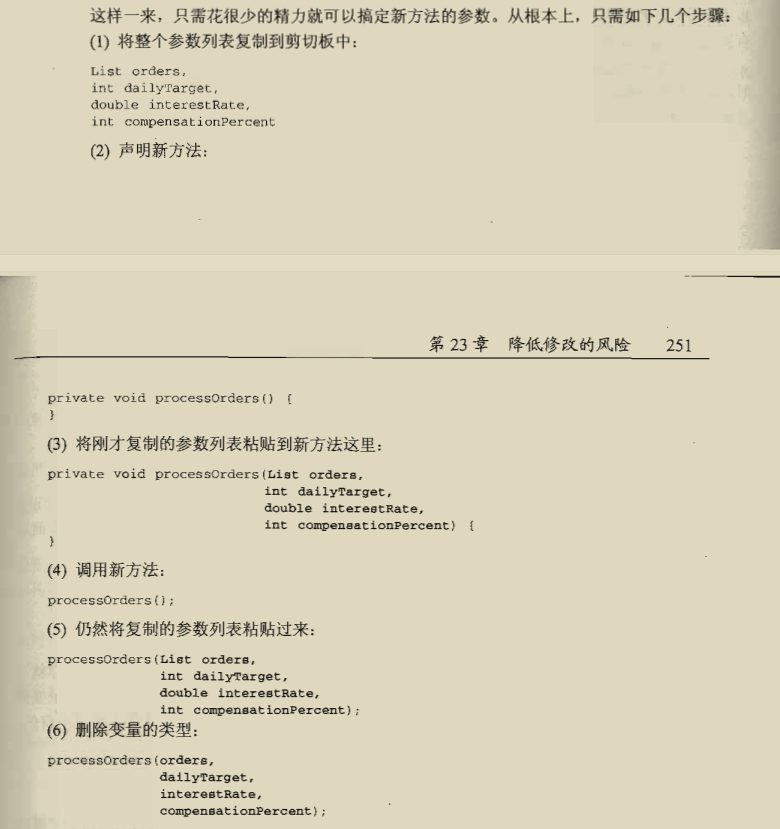 这样一来，只需花很少的精力就可以搞定新方法的参数。从根本上，只需如下几个步骤：
(1) 将整个参数列表复制到剪切板中：
List orders,
int dailyTarget,
double interestRate,
int compensationPercent
(2) 声明新方法：
第 23 章 降低修改的风险 251
private void processOrders() {
}
(3) 将刚才复制的参数列表粘贴到新方法这里：
private void processOrders(List orders,
int dailyTarget,
double interestRate,
int compensationPercent) {
}
(4) 调用新方法：
processOrders();
(5) 仍然将复制的参数列表粘贴过来：
processOrders(List orders,
int dailyTarget,
double interestRate,
int compensationPercent);
(6) 删除变量的类型：
processOrders(orders,
dailyTarget,
interestRate,
compensationPercent);